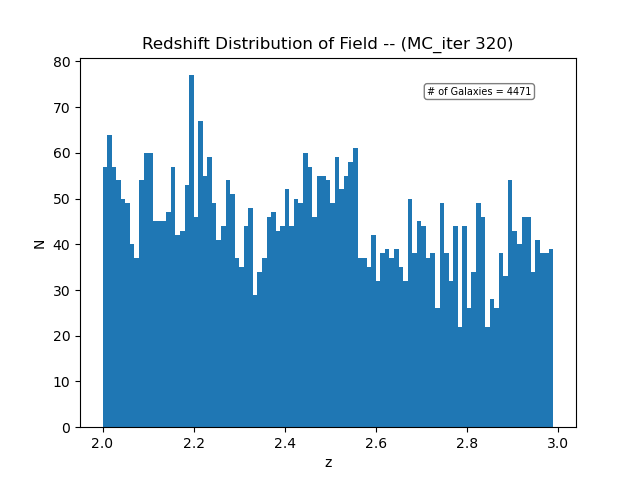 Redshift Distribution of Field -- (MC_iter 320)
# of Galaxies = 4471
N
80
70
60
50
40
30
20
10
0
2.0 2.2 2.4 2.6 2.8 3.0
z